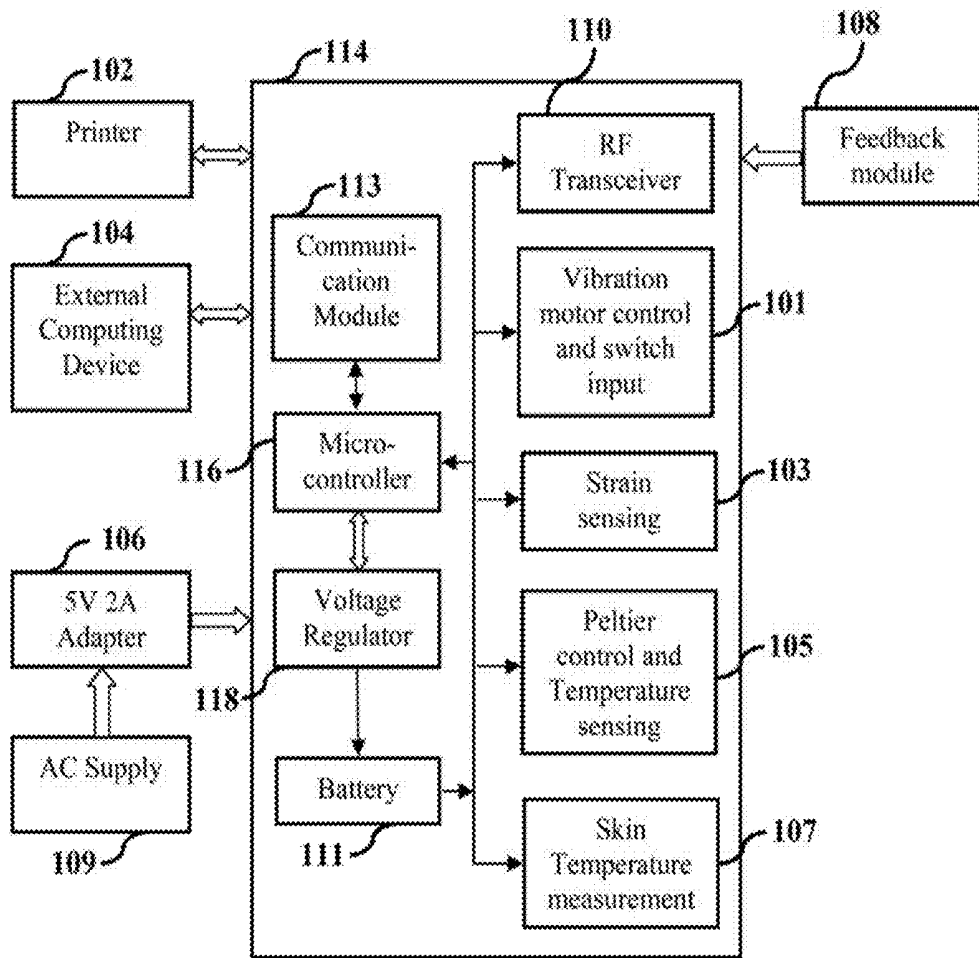 110
108
114
102
Printer
RF
Transceiver
Feedback
module
113
104
Communi-
cation
Module
External
Computing
Device
Vibration
motor control
and switch
input
101
Micro-
controller
116
Strain
sensing
103
106
5V 2A
Adapter
Voltage
Regulator
118
Peltier
control and
Temperature
sensing
105
AC Supply
109
Battery
111
Skin
Temperature
measurement
107